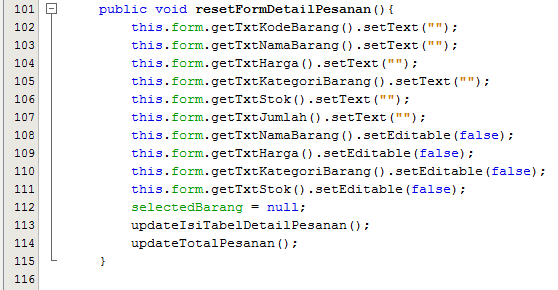 101 public void resetFormDetailPesanan(){
102 this.form.getTxtKodeBarang().setText("");
103 this.form.getTxtNamaBarang().setText("");
104 this.form.getTxtHarga().setText("");
105 this.form.getTxtKategoriBarang().setText("");
106 this.form.getTxtStok().setText("");
107 this.form.getTxtJumlah().setText("");
108 this.form.getTxtNamaBarang().setEditable(false);
109 this.form.getTxtHarga().setEditable(false);
110 this.form.getTxtKategoriBarang().setEditable(false);
111 this.form.getTxtStok().setEditable(false);
112 selectedBarang = null;
113 updateIsiTabelDetailPesanan();
114 updateTotalPesanan();
115 }
116